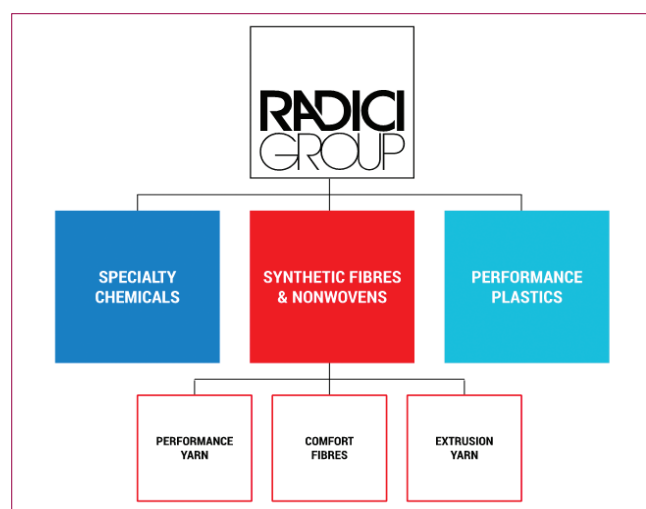 RADICI
GROUP
SPECIALTY
CHEMICALS
SYNTHETIC FIBRES
& NONWOVENS
PERFORMANCE
PLASTICS
PERFORMANCE
YARN
COMFORT
FIBRES
EXTRUSION
YARN